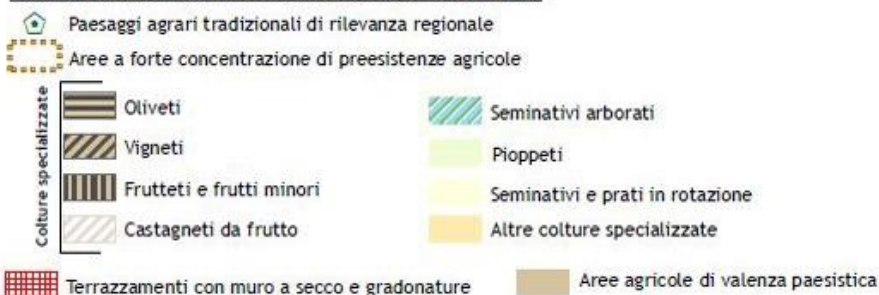 Paesaggi agrari tradizionali di rilevanza regionale
Aree a forte concentrazione di preesistenze agricole
Colture specializzate
Oliveti
Vigneti
Frutteti e frutti minori
Castagneti da frutto
Seminativi arborati
Pioppeti
Seminativi e prati in rotazione
Altre colture specializzate
Terrazzamenti con muro a secco e gradonature
Aree agricole di valenza paesistica